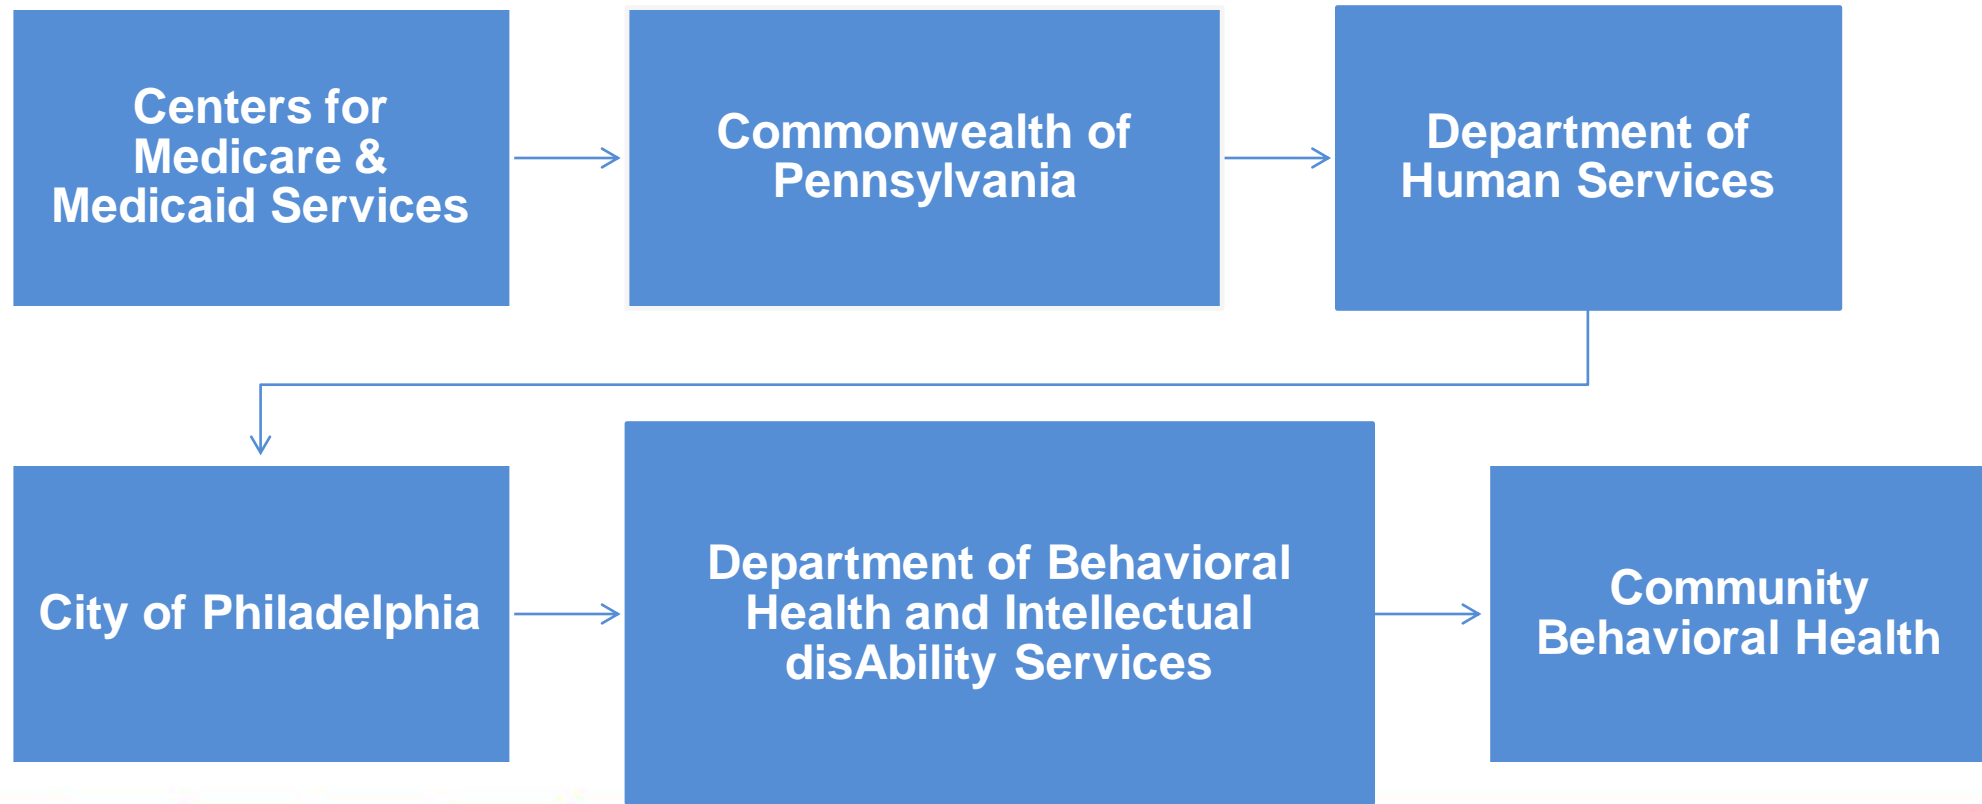 Centers for
Medicare &
Medicaid Services
Commonwealth of
Pennsylvania
Department of
Human Services
City of Philadelphia
Department of Behavioral
Health and Intellectual
disAbility Services
Community
Behavioral Health